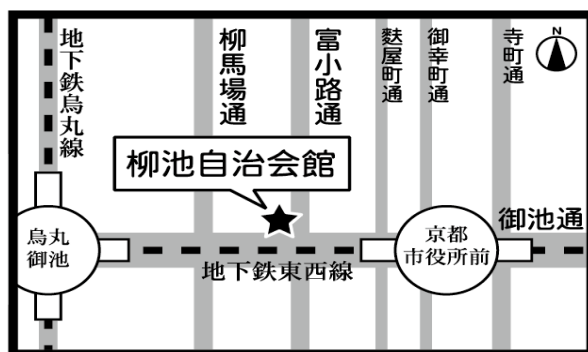 地下鉄烏丸線
柳馬場通
富小路通
麩屋町通
御幸町通
寺町通
N
柳池自治会館
烏丸
御池
地下鉄東西線
京都
市役所前
御池通